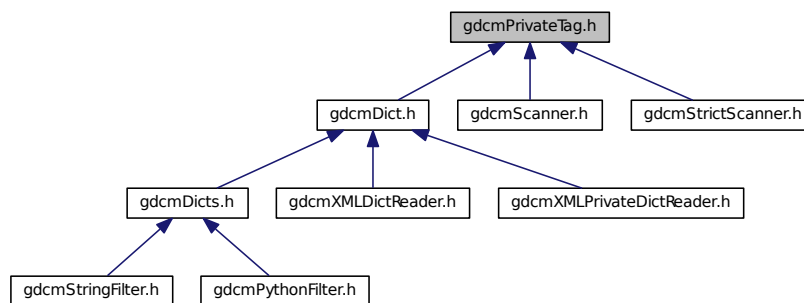 gdcmPrivateTag.h
gdcmDict.h
gdcmScanner.h
gdcmStrictScanner.h
gdcmDicts.h
gdcmXMLDictReader.h
gdcmXMLPrivateDictReader.h
gdcmStringFilter.h
gdcmPythonFilter.h